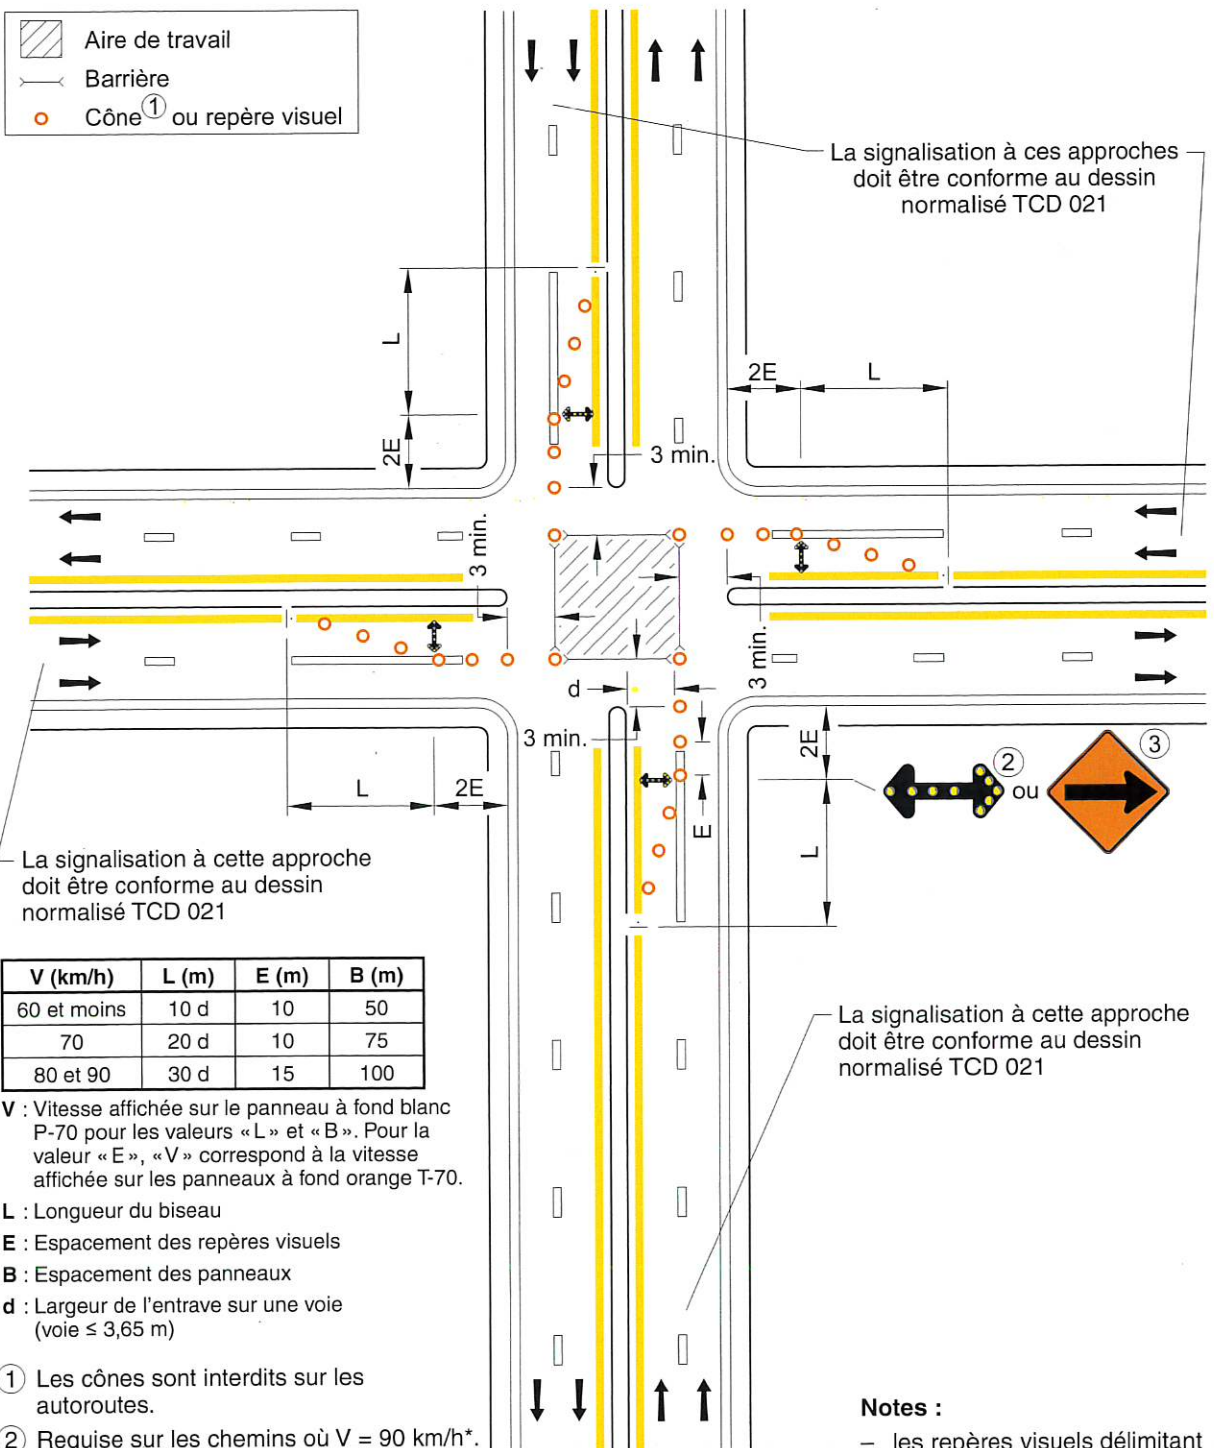 Aire de travail
Barrière
Cône① ou repère visuel
La signalisation à ces approches
doit être conforme au dessin
normalisé TCD 021
L
2E
2E
L
3 min.
3 min.
3 min.
d
3 min.
2E
②
ou
③
L
2E
E
L
La signalisation à cette approche
doit être conforme au dessin
normalisé TCD 021
V (km/h) L (m) E (m) B (m)
60 et moins 10 d 10 50
70 20 d 10 75
80 et 90 30 d 15 100
La signalisation à cette approche
doit être conforme au dessin
normalisé TCD 021
V : Vitesse affichée sur le panneau à fond blanc
P-70 pour les valeurs « L » et « B ». Pour la
valeur « E », « V » correspond à la vitesse
affichée sur les panneaux à fond orange T-70.
L : Longueur du biseau
E : Espacement des repères visuels
B : Espacement des panneaux
d : Largeur de l'entrave sur une voie
(voie ≤ 3,65 m)
① Les cônes sont interdits sur les
autoroutes.
② Requise sur les chemins où V = 90 km/h*.
Notes :
– les repères visuels délimitant